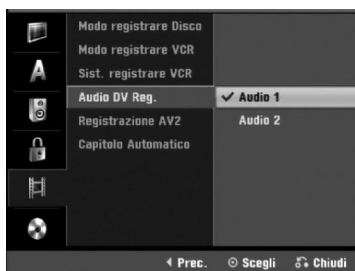 Modo registrare Disco
Modo registrare VCR
A
Sist. registrare VCR
Audio DV Reg.
✓ Audio 1
Registrazione AV2
Audio 2
Capitolo Automatico
Prec.
Scegli
Chiudi